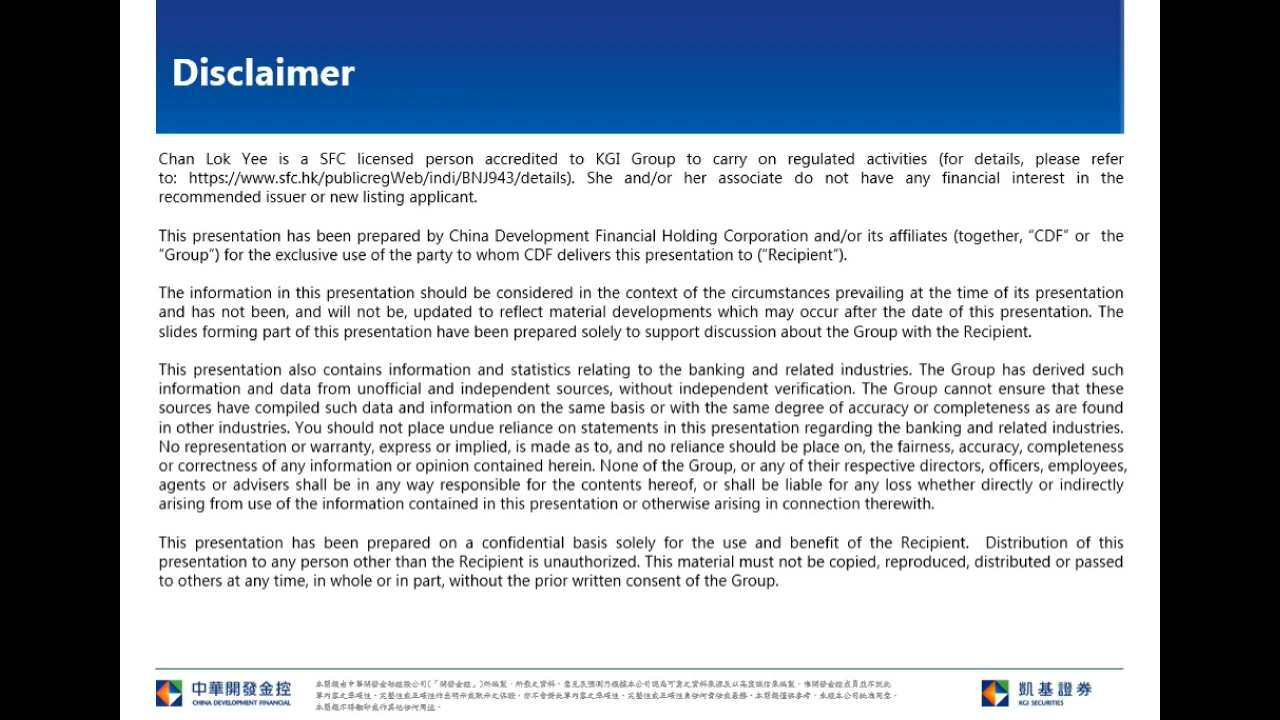 Disclaimer
Chan Lok Yee is a SFC licensed person accredited to KGI Group to carry on regulated activities (for details, please refer
to: https://www.sfc.hk/publicregWeb/indi/BNJ943/details). She and/or her associate do not have any financial interest in the
recommended issuer or new listing applicant.
This presentation has been prepared by China Development Financial Holding Corporation and/or its affiliates (together, “CDF” or the
“Group”) for the exclusive use of the party to whom CDF delivers this presentation to (“Recipient”).
The information in this presentation should be considered in the context of the circumstances prevailing at the time of its presentation
and has not been, and will not be, updated to reflect material developments which may occur after the date of this presentation. The
slides forming part of this presentation have been prepared solely to support discussion about the Group with the Recipient.
This presentation also contains information and statistics relating to the banking and related industries. The Group has derived such
information and data from unofficial and independent sources, without independent verification. The Group cannot ensure that these
sources have compiled such data and information on the same basis or with the same degree of accuracy or completeness as are found
in other industries. You should not place undue reliance on statements in this presentation regarding the banking and related industries.
No representation or warranty, express or implied, is made as to, and no reliance should be place on, the fairness, accuracy, completeness
or correctness of any information or opinion contained herein. None of the Group, or any of their respective directors, officers, employees,
agents or advisers shall be in any way responsible for the contents hereof, or shall be liable for any loss whether directly or indirectly
arising from use of the information contained in this presentation or otherwise arising in connection therewith.
This presentation has been prepared on a confidential basis solely for the use and benefit of the Recipient. Distribution of this
presentation to any person other than the Recipient is unauthorized. This material must not be copied, reproduced, distributed or passed
to others at any time, in whole or in part, without the prior written consent of the Group.
中華開發金控
CHINA DEVELOPMENT FINANCIAL
凱基證券
KGI SECURITIES